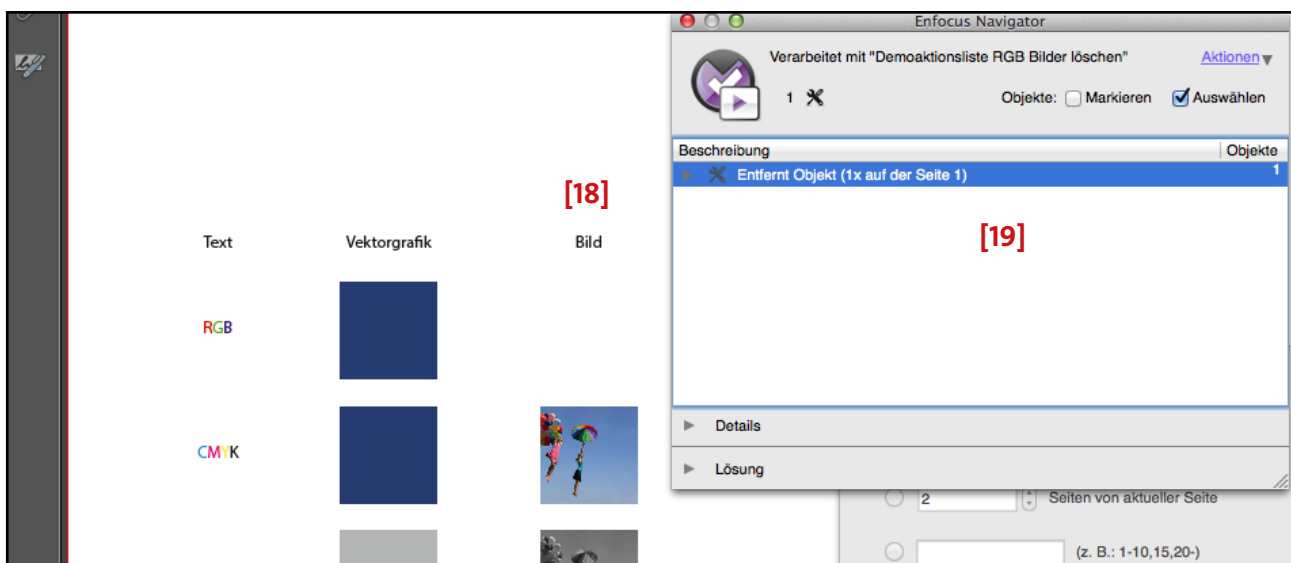 Enfocus Navigator
Verarbeitet mit "Demoaktionsliste RGB Bilder löschen"
Aktionen
1
Objekte: Markieren Auswählen
Beschreibung Objekte
Entfernt Objekt (1x auf der Seite 1) 1
[18]
[19]
Text Vektorgrafik Bild
RGB
CMYK
Details
Lösung
2 Seiten von aktueller Seite
(z. B.: 1-10,15,20-)